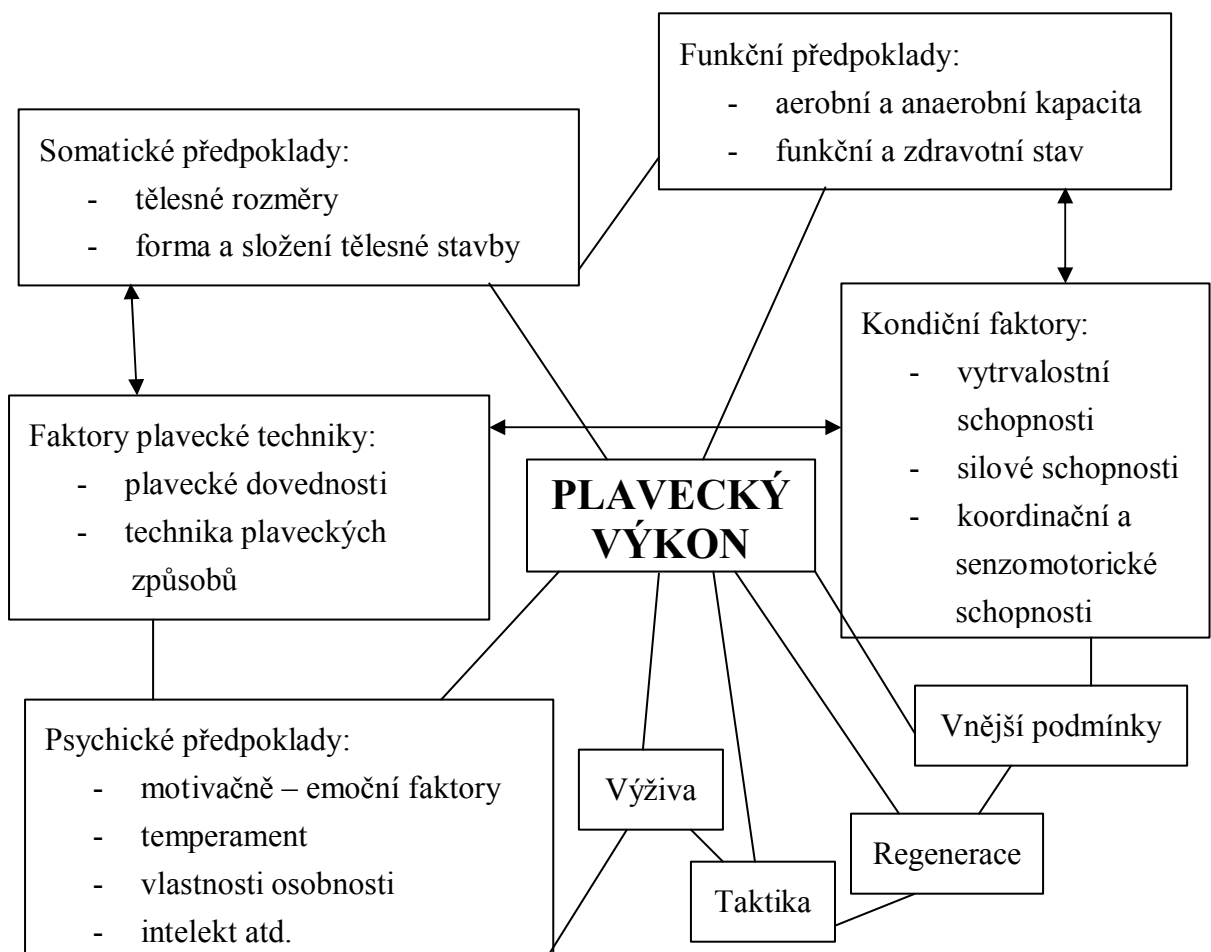 Funkční předpoklady:
- aerobní a anaerobní kapacita
- funkční a zdravotní stav
Somatické předpoklady:
- tělesné rozměry
- forma a složení tělesné stavby
Kondiční faktory:
- vytrvalostní
schopnosti
- silové schopnosti
- koordinační a
senzomotorické
schopnosti
Faktory plavecké techniky:
- plavecké dovednosti
- technika plaveckých
způsobů
PLAVECKÝ
VÝKON
Psychické předpoklady:
- motivačně – emoční faktory
- temperament
- vlastnosti osobnosti
- intelekt atd.
Výživa
Taktika
Regenerace
Vnější podmínky